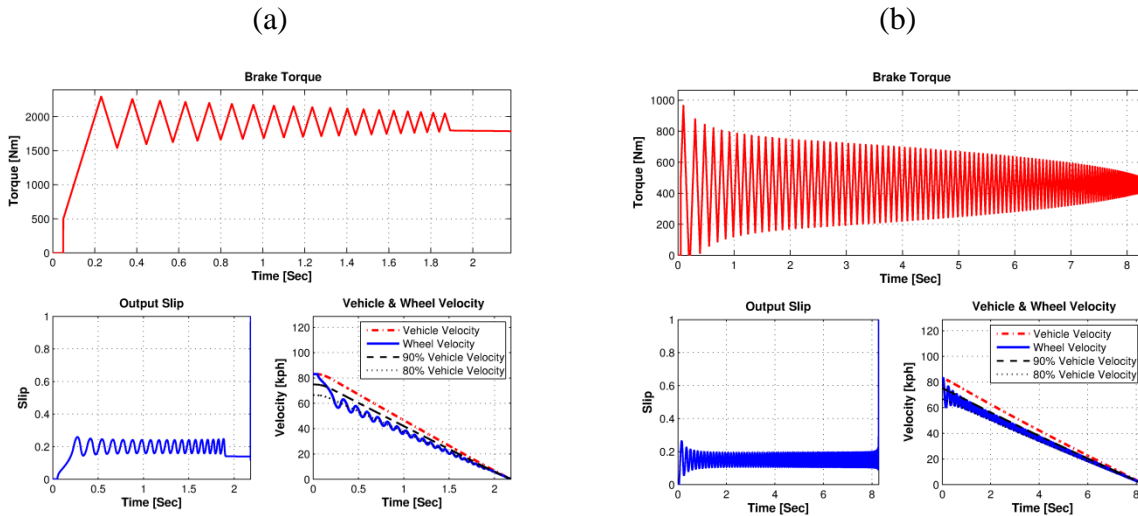 (a)
Brake Torque
Torque [Nm]
2000
1500
1000
500
0
0 0.2 0.4 0.6 0.8 1 1.2 1.4 1.6 1.8 2
Time [Sec]
Output Slip
Slip
1
0.8
0.6
0.4
0.2
0
0 0.5 1 1.5 2
Time [Sec]
Vehicle & Wheel Velocity
Velocity [kph]
120
100
80
60
40
20
0
0 0.5 1 1.5 2
Time [Sec]
Vehicle Velocity
Wheel Velocity
90% Vehicle Velocity
80% Vehicle Velocity
(b)
Brake Torque
Torque [Nm]
1000
800
600
400
200
0
0 1 2 3 4 5 6 7 8
Time [Sec]
Output Slip
Slip
1
0.8
0.6
0.4
0.2
0
0 2 4 6 8
Time [Sec]
Vehicle & Wheel Velocity
Velocity [kph]
120
100
80
60
40
20
0
0 2 4 6 8
Time [Sec]
Vehicle Velocity
Wheel Velocity
90% Vehicle Velocity
80% Vehicle Velocity